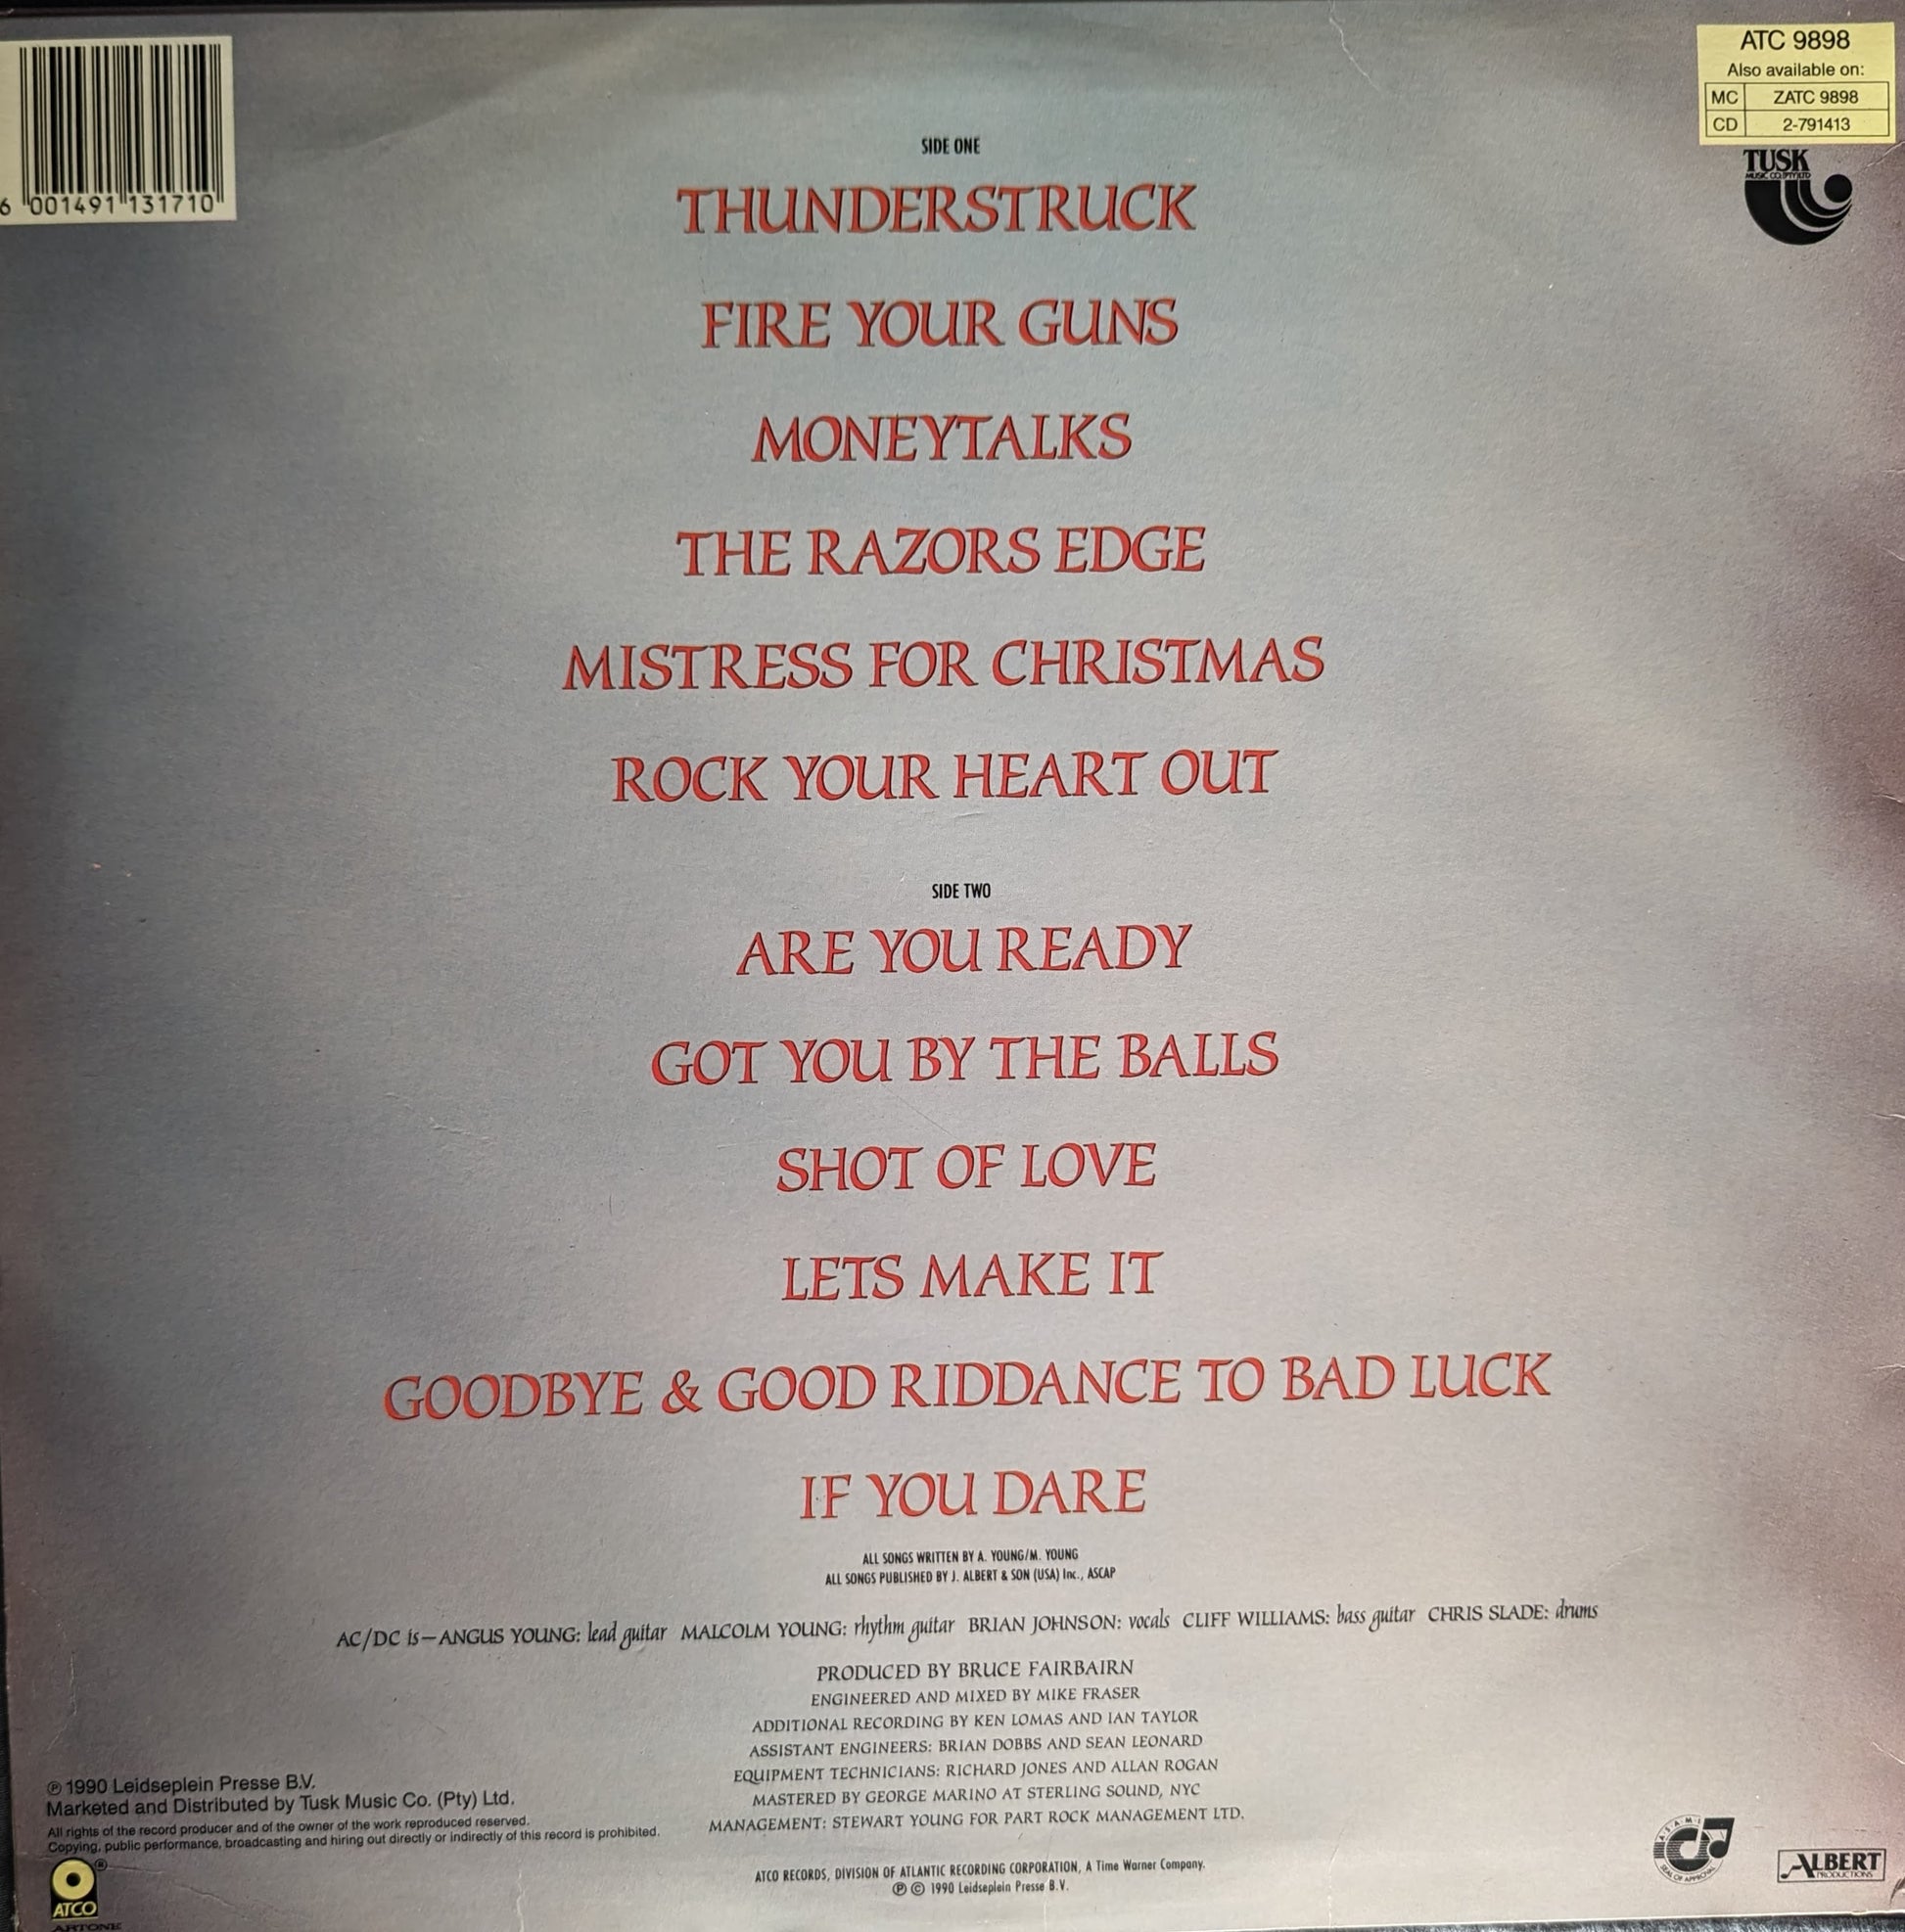 6 001491 131710
ATC 9898
Also available on:
MC ZATC 9898
CD 2-791413
TUSK
MUSIC CO. (PTY) LTD
SIDE ONE
THUNDERSTRUCK
FIRE YOUR GUNS
MONEYTALKS
THE RAZORS EDGE
MISTRESS FOR CHRISTMAS
ROCK YOUR HEART OUT
SIDE TWO
ARE YOU READY
GOT YOU BY THE BALLS
SHOT OF LOVE
LETS MAKE IT
GOODBYE & GOOD RIDDANCE TO BAD LUCK
IF YOU DARE
ALL SONGS WRITTEN BY A. YOUNG/M. YOUNG
ALL SONGS PUBLISHED BY J. ALBERT & SON (USA) Inc., ASCAP
AC/DC is—ANGUS YOUNG: lead guitar MALCOLM YOUNG: rhythm guitar BRIAN JOHNSON: vocals CLIFF WILLIAMS: bass guitar CHRIS SLADE: drums
PRODUCED BY BRUCE FAIRBAIRN
ENGINEERED AND MIXED BY MIKE FRASER
ADDITIONAL RECORDING BY KEN LOMAS AND IAN TAYLOR
ASSISTANT ENGINEERS: BRIAN DOBBS AND SEAN LEONARD
EQUIPMENT TECHNICIANS: RICHARD JONES AND ALLAN ROGAN
MASTERED BY GEORGE MARINO AT STERLING SOUND, NYC
MANAGEMENT: STEWART YOUNG FOR PART ROCK MANAGEMENT LTD.
ATCO RECORDS, DIVISION OF ATLANTIC RECORDING CORPORATION, A Time Warner Company.
℗ © 1990 Leidseplein Presse B.V.
℗ 1990 Leidseplein Presse B.V.
Marketed and Distributed by Tusk Music Co. (Pty) Ltd.
All rights of the record producer and of the owner of the work reproduced reserved.
Copying, public performance, broadcasting and hiring out directly or indirectly of this record is prohibited.
®
ATCO
ARTONE
A.S.A.M.I.
SEAL OF APPROVAL
ALBERT
PRODUCTIONS